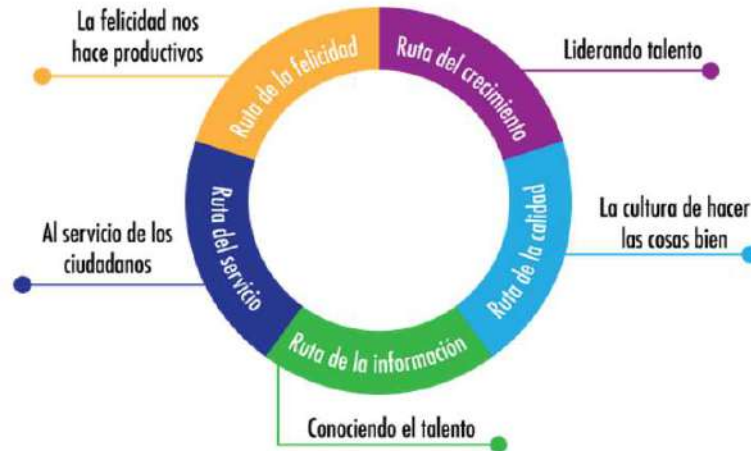 La felicidad nos
hace productivos
Ruta de la felicidad
Ruta del crecimiento
Liderando talento
Al servicio de los
ciudadanos
Ruta del servicio
Ruta de la calidad
La cultura de hacer
las cosas bien
Ruta de la información
Conociendo el talento